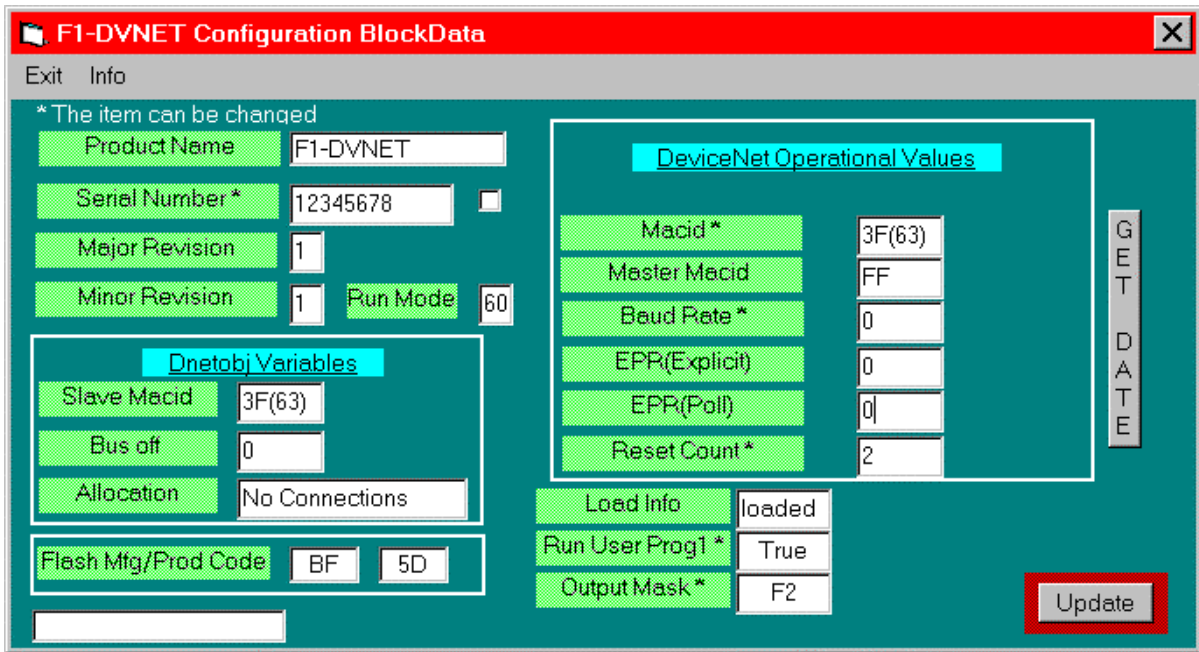 F1-DVNET Configuration BlockData
Exit Info
* The item can be changed
Product Name F1-DVNET
Serial Number * 12345678
Major Revision 1
Minor Revision 1 Run Mode 60
Dnetobj Variables
Slave Macid 3F(63)
Bus off 0
Allocation No Connections
Flash Mfg/Prod Code BF 5D
DeviceNet Operational Values
Macid * 3F(63)
Master Macid FF
Baud Rate * 0
EPR(Explicit) 0
EPR(Poll) 0
Reset Count * 2
Load Info loaded
Run User Prog1 * True
Output Mask * F2
GET DATE
Update